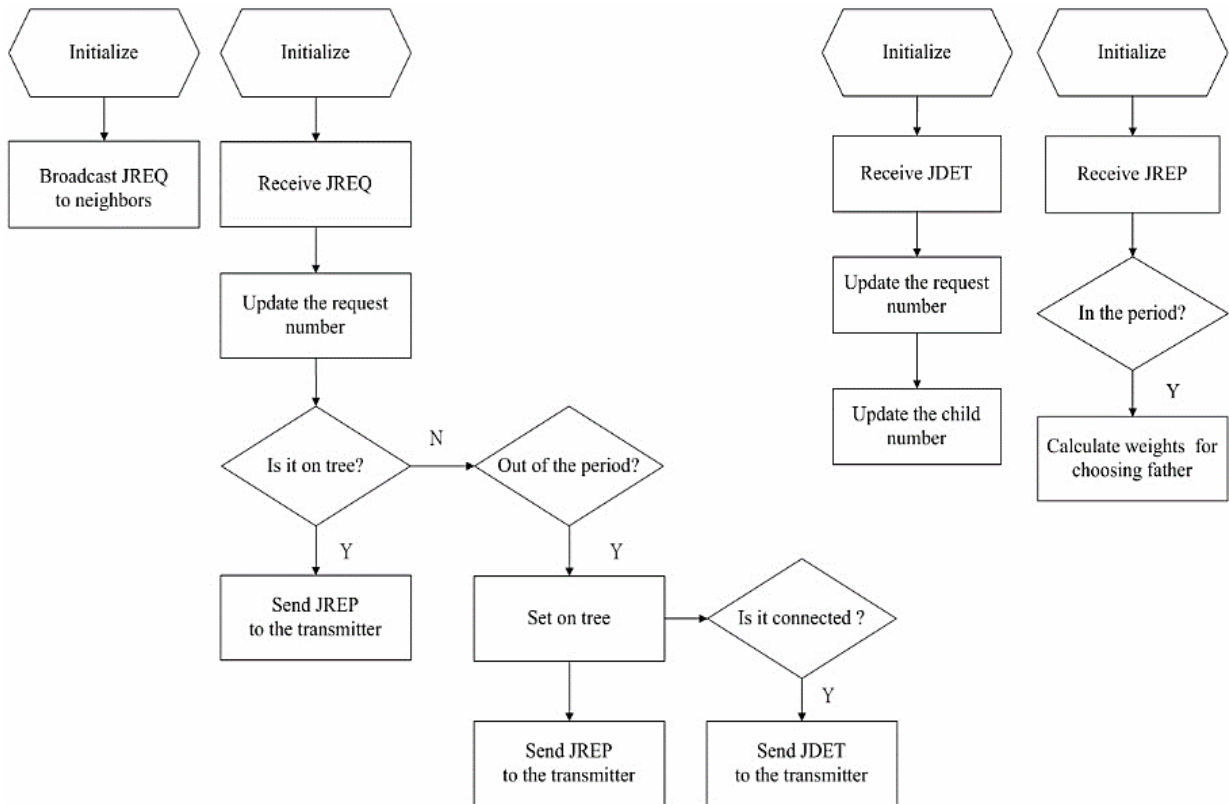 Initialize
Broadcast JREQ
to neighbors
Initialize
Receive JREQ
Update the request
number
Is it on tree?
Y
Send JREP
to the transmitter
N
Out of the period?
Y
Set on tree
Send JREP
to the transmitter
Is it connected ?
Y
Send JDET
to the transmitter
Initialize
Receive JDET
Update the request
number
Update the child
number
Initialize
Receive JREP
In the period?
Y
Calculate weights for
choosing father